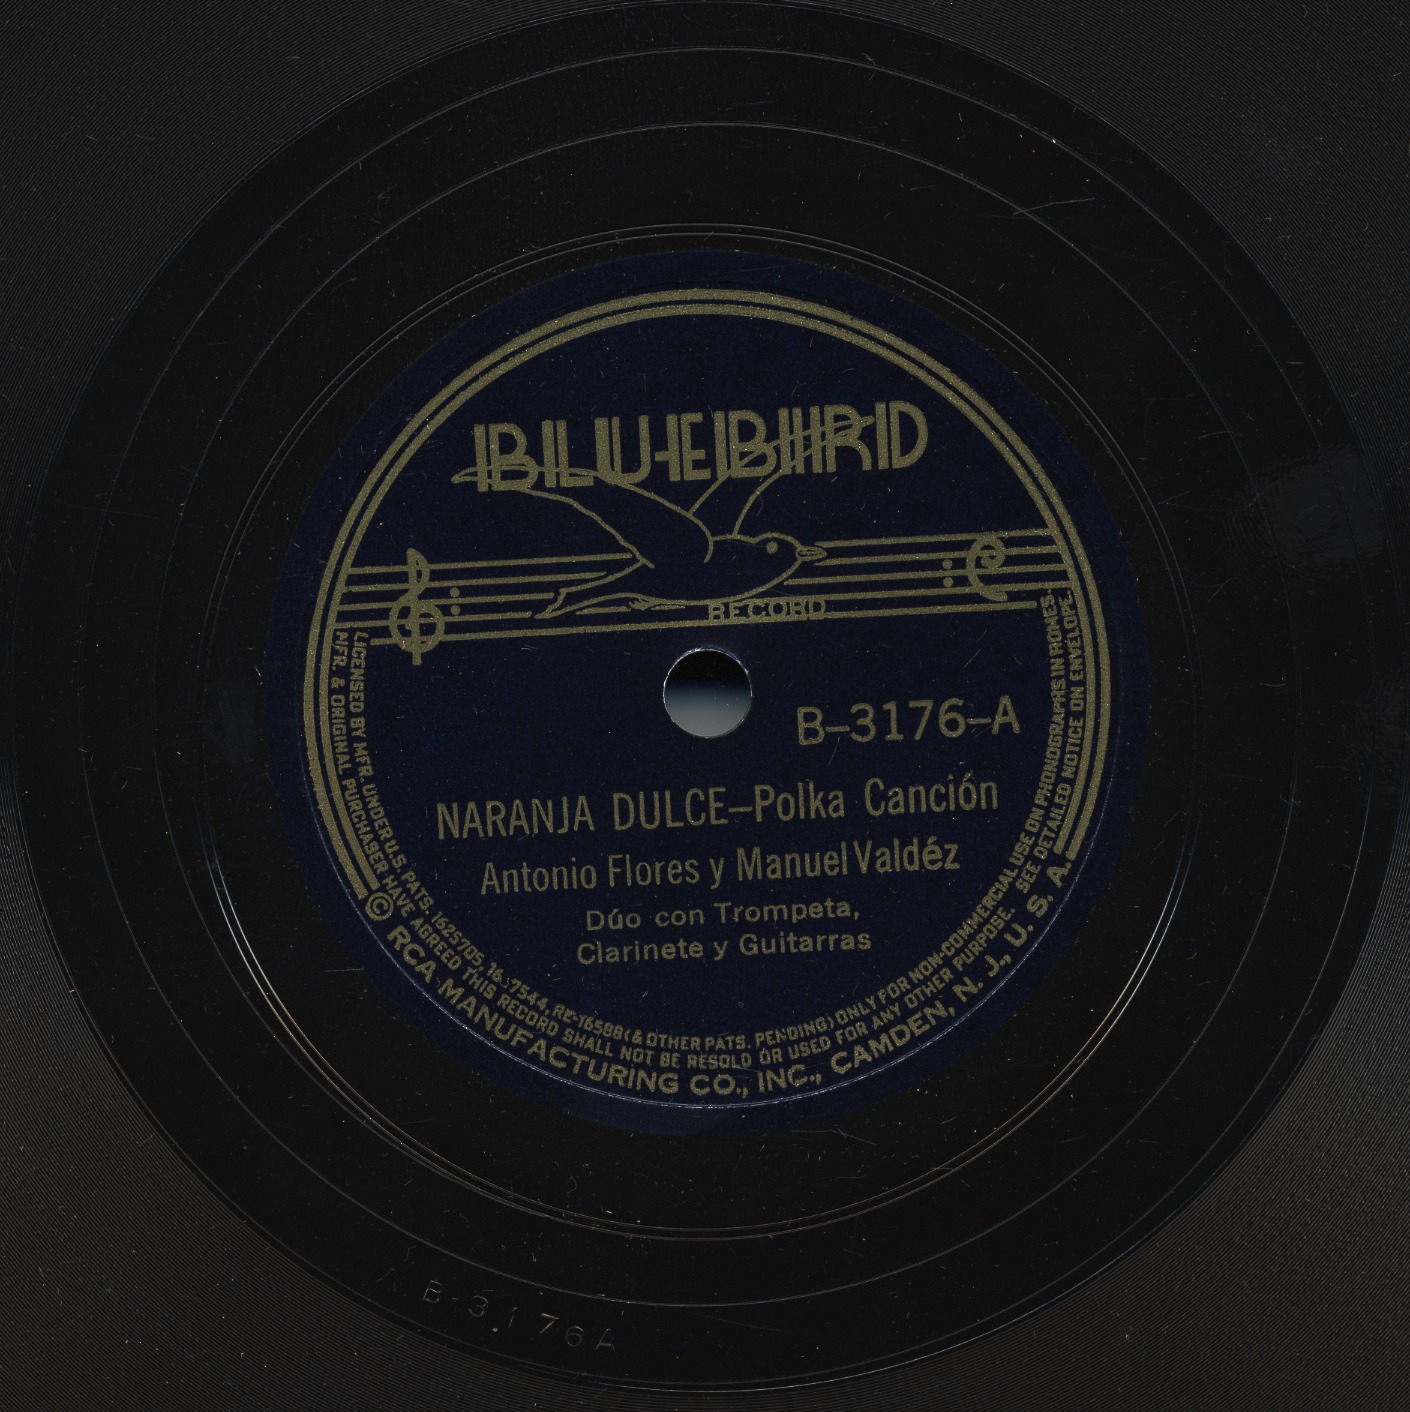 BLUEBIRD
RECORD
B-3176-A
NARANJA DULCE-Polka Canción
Antonio Flores y Manuel Valdéz
Dúo con Trompeta,
Clarinete y Guitarras
LICENSED BY MFR. UNDER U.S. PATS. 1625705, RE-16588 (& OTHER PATS. PENDING) ONLY FOR NON-COMMERCIAL USE ON PHONOGRAPHS IN HOMES.
MFR. & ORIGINAL PURCHASER HAVE AGREED THIS RECORD SHALL NOT BE RESOLD OR USED FOR ANY OTHER PURPOSE. SEE DETAILED NOTICE ON ENVELOPE.
© RCA MANUFACTURING CO., INC., CAMDEN, N. J., U. S. A.
B-3176A